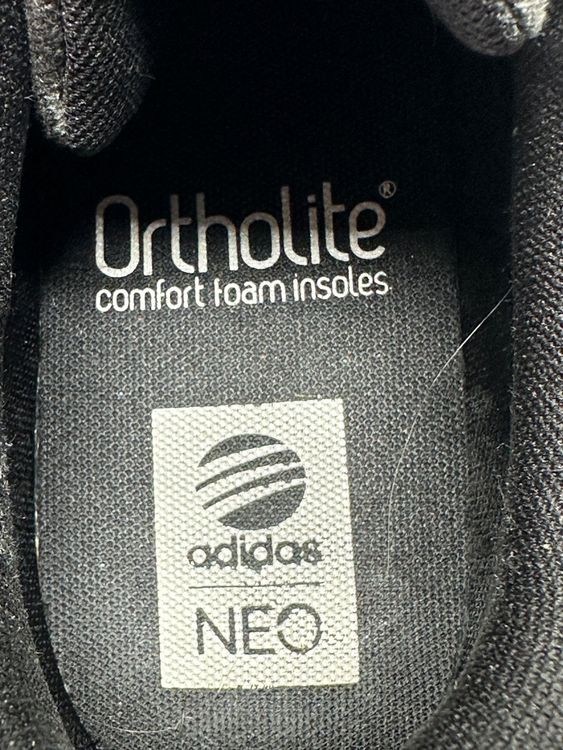 Ortholite®
comfort foam insoles
adidas
NEO